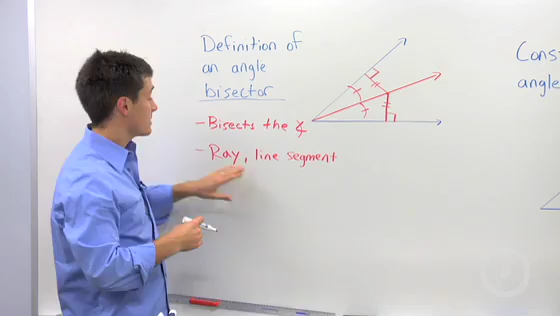 Definition of
an angle
bisector
- Bisects the ∡
- Ray, line segment
Cons
angle